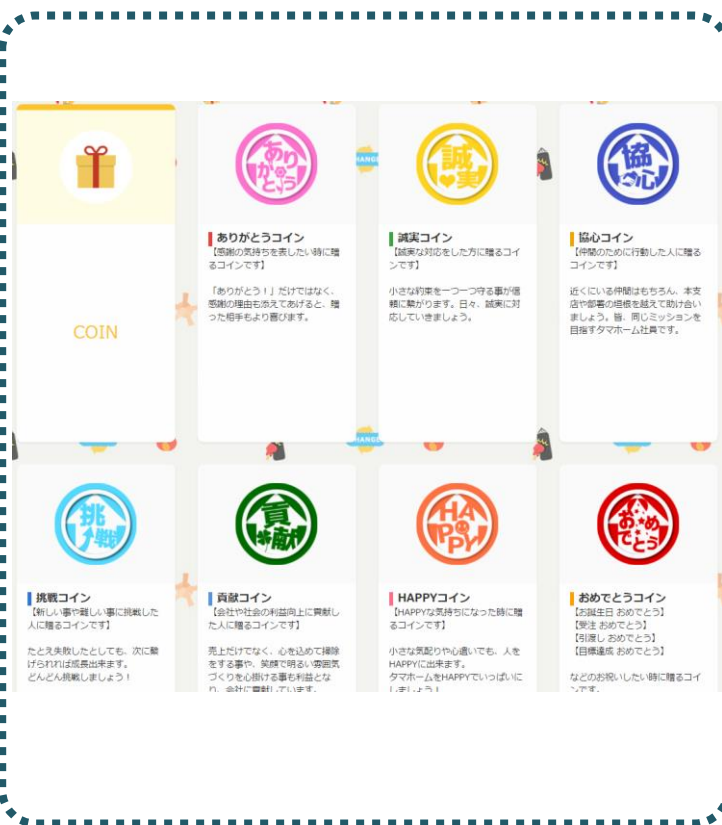 COIN
ありがとう
ありがとうコイン
【感謝の気持ちを表したい時に贈
るコインです】
「ありがとう!」だけではなく、
感謝の理由も添えてあげると、贈
った相手もより喜びます。
誠実
誠実コイン
【誠実な対応をした方に贈るコイ
ンです】
小さな約束を一つ一つ守る事が信
頼に繋がります。日々、誠実に対
応していきましょう。
協心
協心コイン
【仲間のために行動した人に贈る
コインです】
近くにいる仲間はもちろん、本支
店や部署の垣根を越えて助け合い
ましょう。皆、同じミッションを
目指すタマホーム社員です。
挑戦
挑戦コイン
【新しい事や難しい事に挑戦した
人に贈るコインです】
たとえ失敗したとしても、次に繋
げられれば成長出来ます。
どんどん挑戦しましょう!
貢献
貢献コイン
【会社や社会の利益向上に貢献し
た人に贈るコインです】
売上だけでなく、心を込めて掃除
をする事や、笑顔で明るい雰囲気
づくりを心掛ける事も利益とな
り、会社に貢献しています。
HAPPY
HAPPYコイン
【HAPPYな気持ちになった時に贈
るコインです】
小さな気配りや心遣いでも、人を
HAPPYに出来ます。
タマホームをHAPPYでいっぱいに
しましょう!
おめでとう
おめでとうコイン
【お誕生日 おめでとう】
【受注 おめでとう】
【引渡し おめでとう】
【目標達成 おめでとう】
などのお祝いしたい時に贈るコイ
ンです。